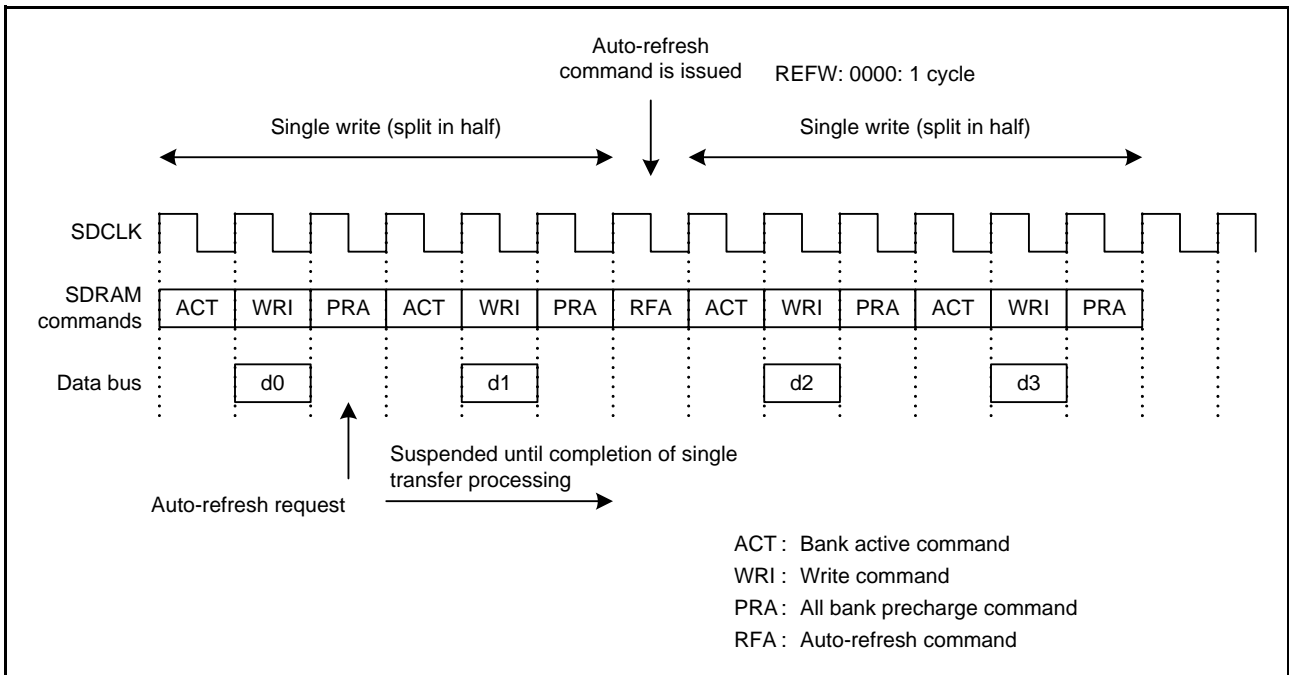 Auto-refresh
command is issued
REFW: 0000: 1 cycle
Single write (split in half)
Single write (split in half)
SDCLK
SDRAM
commands
ACT WRI PRA ACT WRI PRA RFA ACT WRI PRA ACT WRI PRA
Data bus
d0 d1 d2 d3
Suspended until completion of single
transfer processing
Auto-refresh request
ACT : Bank active command
WRI : Write command
PRA : All bank precharge command
RFA : Auto-refresh command